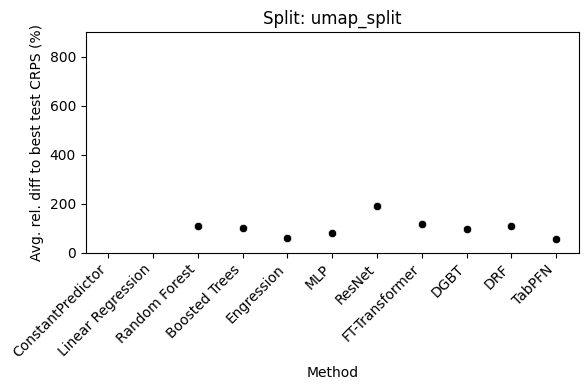 Split: umap_split
Avg. rel. diff to best test CRPS (%)
800
600
400
200
0
ConstantPredictor
Linear Regression
Random Forest
Boosted Trees
Engression
MLP
ResNet
FT-Transformer
DGBT
DRF
TabPFN
Method